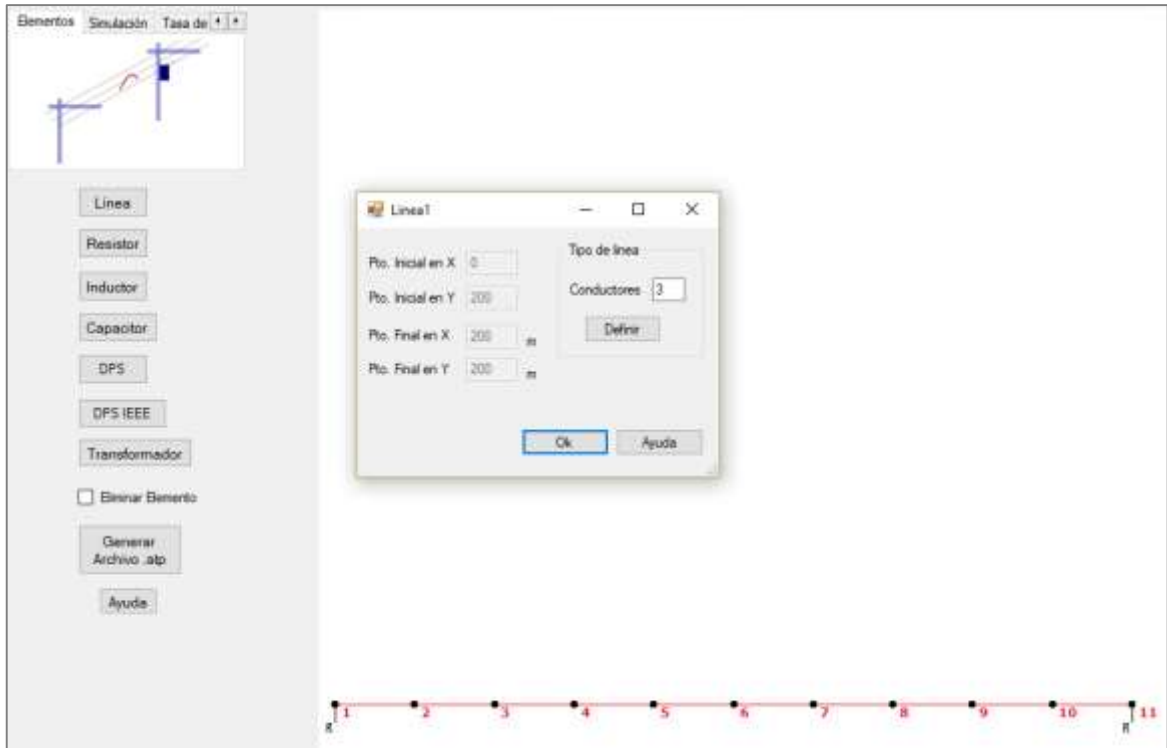 Elementos Simulación Tasa de
Linea
Resistor
Inductor
Capacitor
DPS
DPS IEEE
Transformador
Eliminar Elemento
Generar
Archivo .atp
Ayuda
Linea1
Pto. Inicial en X 0
Pto. Inicial en Y 200
Pto. Final en X 200 m
Pto. Final en Y 200 m
Tipo de linea
Conductores 3
Definir
Ok Ayuda
1 2 3 4 5 6 7 8 9 10 11
R R